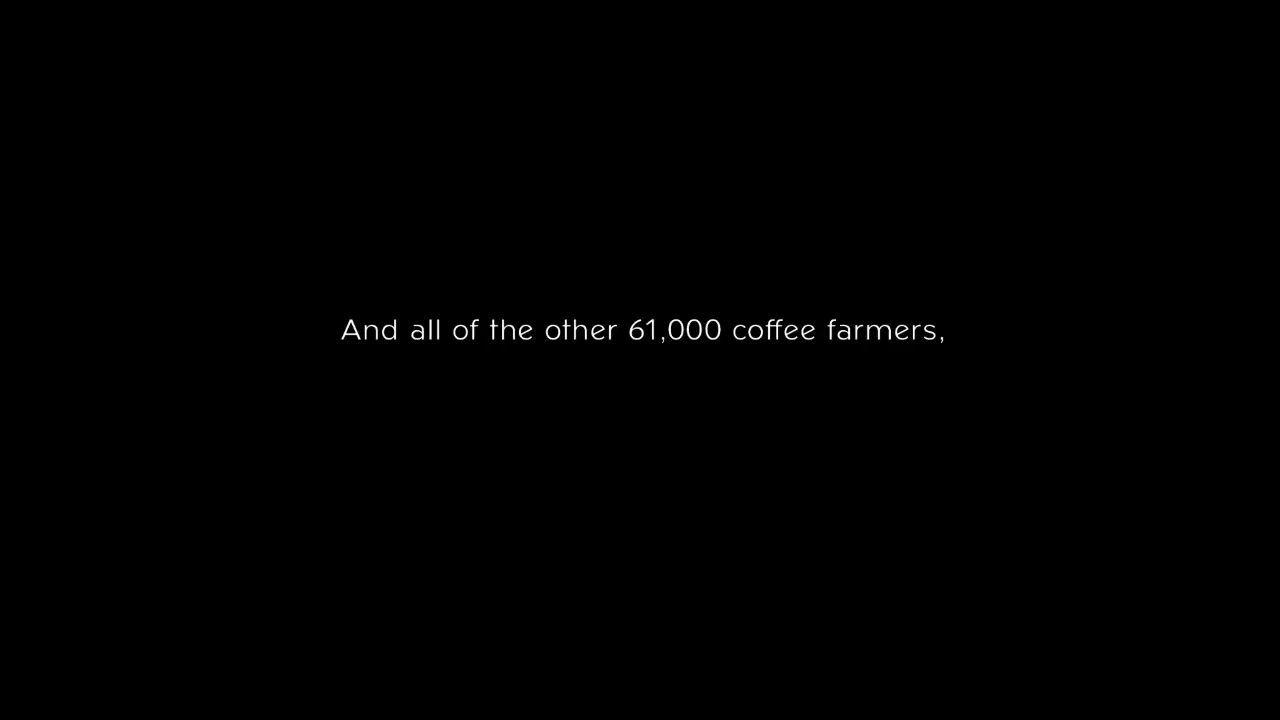 And all of the other 61,000 coffee farmers,